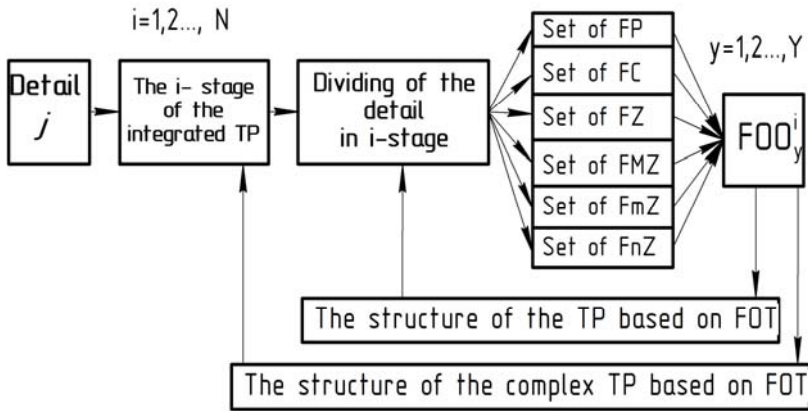 i=1,2..., N
Detail
j
The i- stage
of the
integrated TP
Dividing of the
detail
in i-stage
Set of FP
Set of FC
Set of FZ
Set of FMZ
Set of FmZ
Set of FnZ
y=1,2...,Y
FOO^i_y
The structure of the TP based on FOT
The structure of the complex TP based on FOT